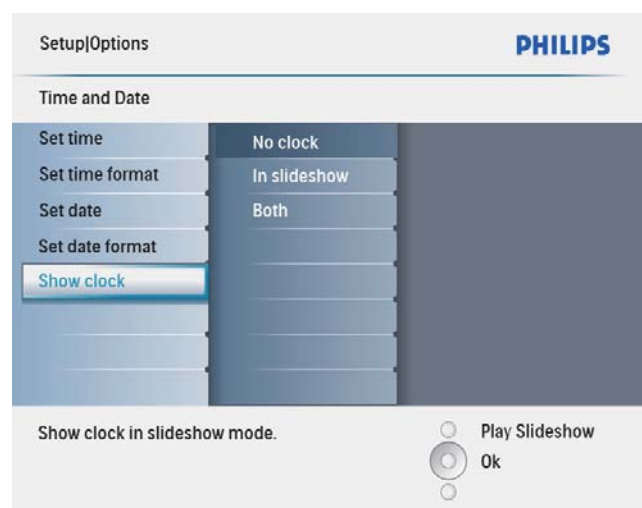 Setup|Options
PHILIPS
Time and Date
Set time
No clock
Set time format
In slideshow
Set date
Both
Set date format
Show clock
Show clock in slideshow mode.
Play Slideshow
Ok